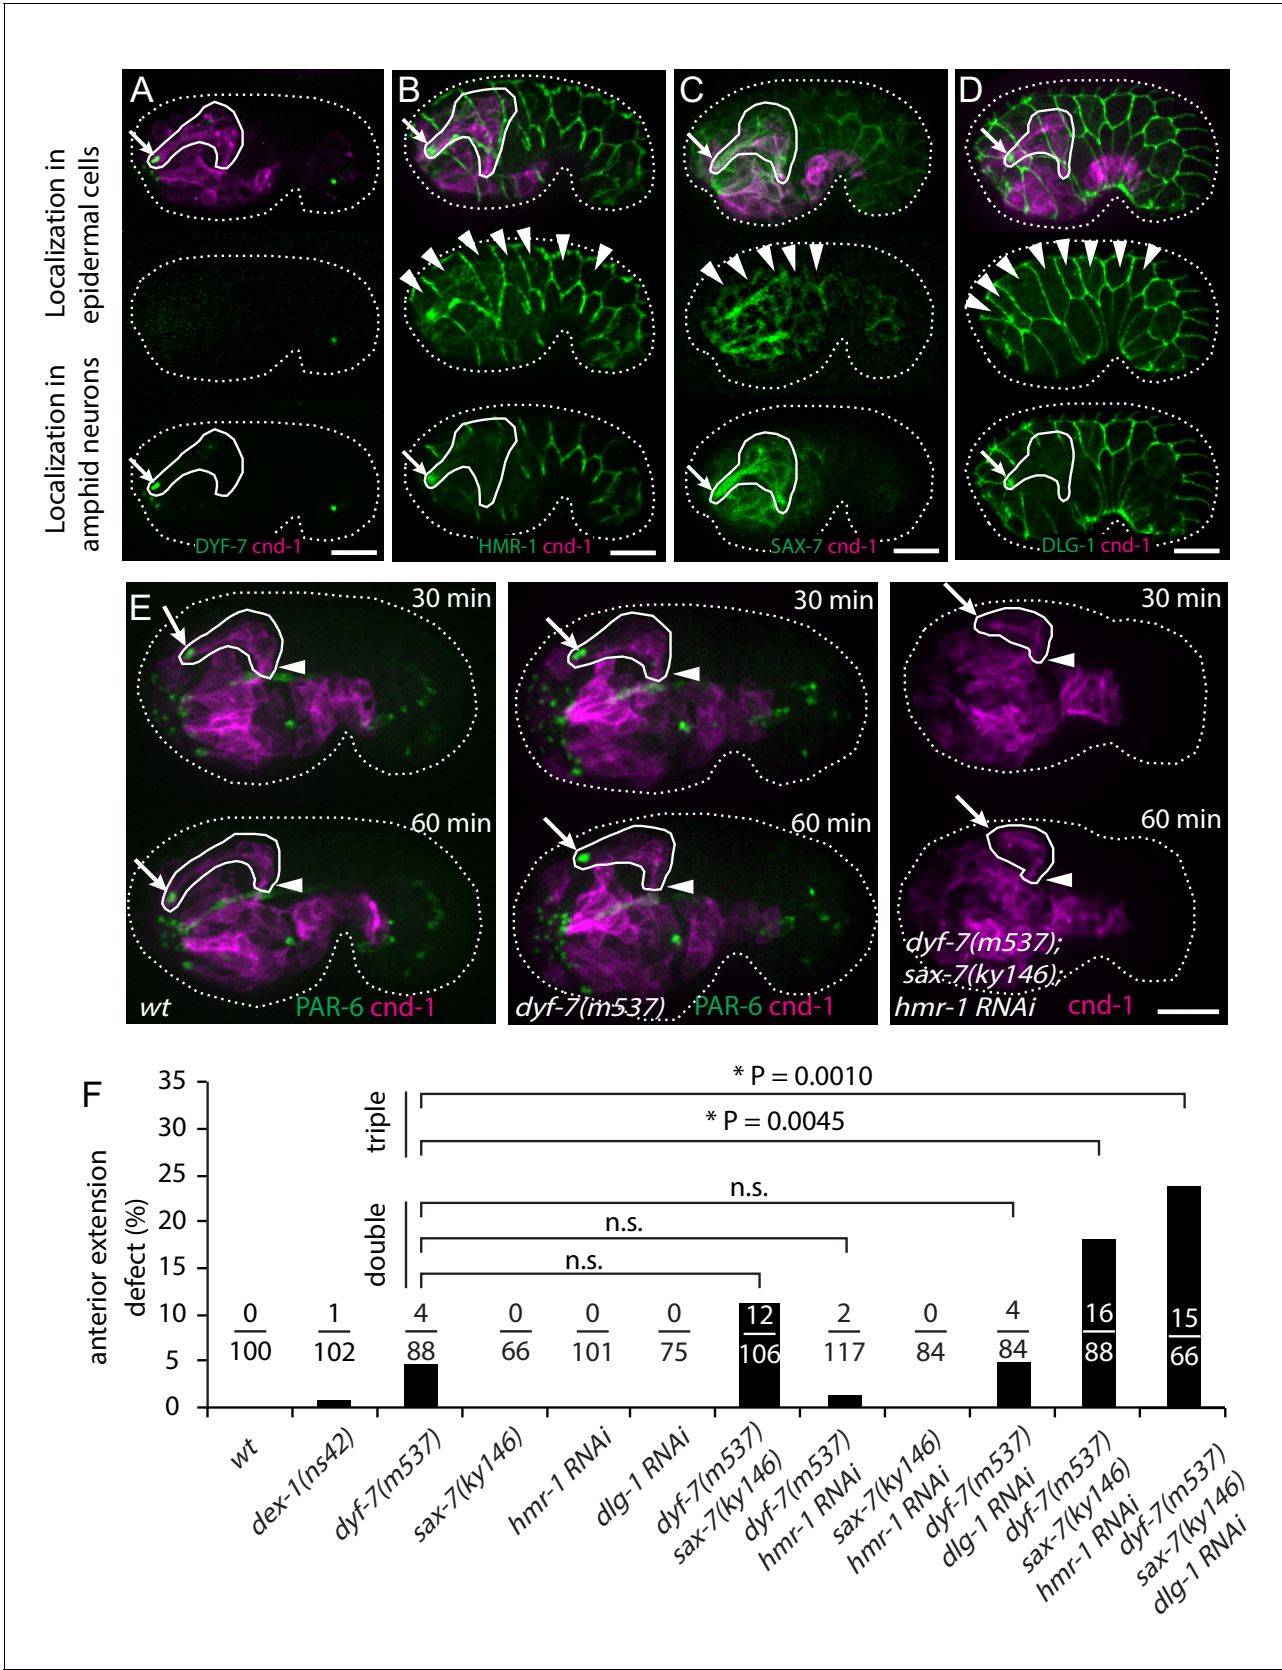 A
B
C
D
Localization in
epidermal cells
Localization in
amphid neurons
DYF-7 cnd-1
HMR-1 cnd-1
SAX-7 cnd-1
DLG-1 cnd-1
E
30 min
30 min
30 min
60 min
60 min
60 min
wt
PAR-6 cnd-1
dyf-7(m537)
PAR-6 cnd-1
dyf-7(m537);
sax-7(ky146);
hmr-1 RNAi
cnd-1
F
anterior extension
defect (%)
35
30
25
20
15
10
5
0
triple
double
* P = 0.0010
* P = 0.0045
n.s.
n.s.
n.s.
0
100
1
102
4
88
0
66
0
101
0
75
12
106
2
117
0
84
4
84
16
88
15
66
wt
dex-1(ns42)
dyf-7(m537)
sax-7(ky146)
hmr-1 RNAi
dlg-1 RNAi
dyf-7(m537)
sax-7(ky146)
dyf-7(m537)
hmr-1 RNAi
sax-7(ky146)
hmr-1 RNAi
dyf-7(m537)
dlg-1 RNAi
dyf-7(m537)
sax-7(ky146)
hmr-1 RNAi
dyf-7(m537)
sax-7(ky146)
dlg-1 RNAi